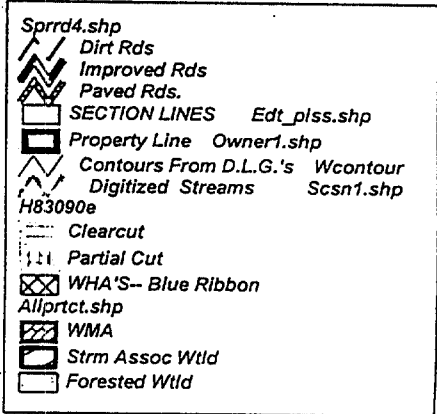 Sprrd4.shp
Dirt Rds
Improved Rds
Paved Rds.
SECTION LINES Edt_plss.shp
Property Line Owner1.shp
Contours From D.L.G.'s Wcontour
Digitized Streams Scsn1.shp
H83090e
Clearcut
Partial Cut
WHA'S-- Blue Ribbon
Allprtct.shp
WMA
Strm Assoc Wtld
Forested Wtld